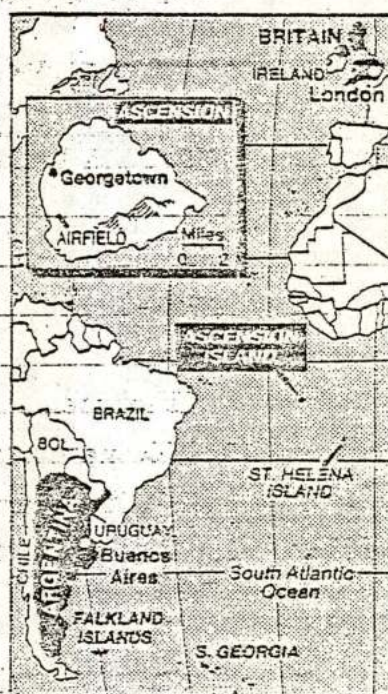 BRITAIN
IRELAND
London
ASCENSION
Georgetown
AIRFIELD
Miles
0 2
ASCENSION
ISLAND
BRAZIL
BOL.
ST. HELENA
ISLAND
CHILE
ARGENTINA
URUGUAY
Buenos
Aires
South Atlantic
Ocean
FALKLAND
ISLANDS
S. GEORGIA